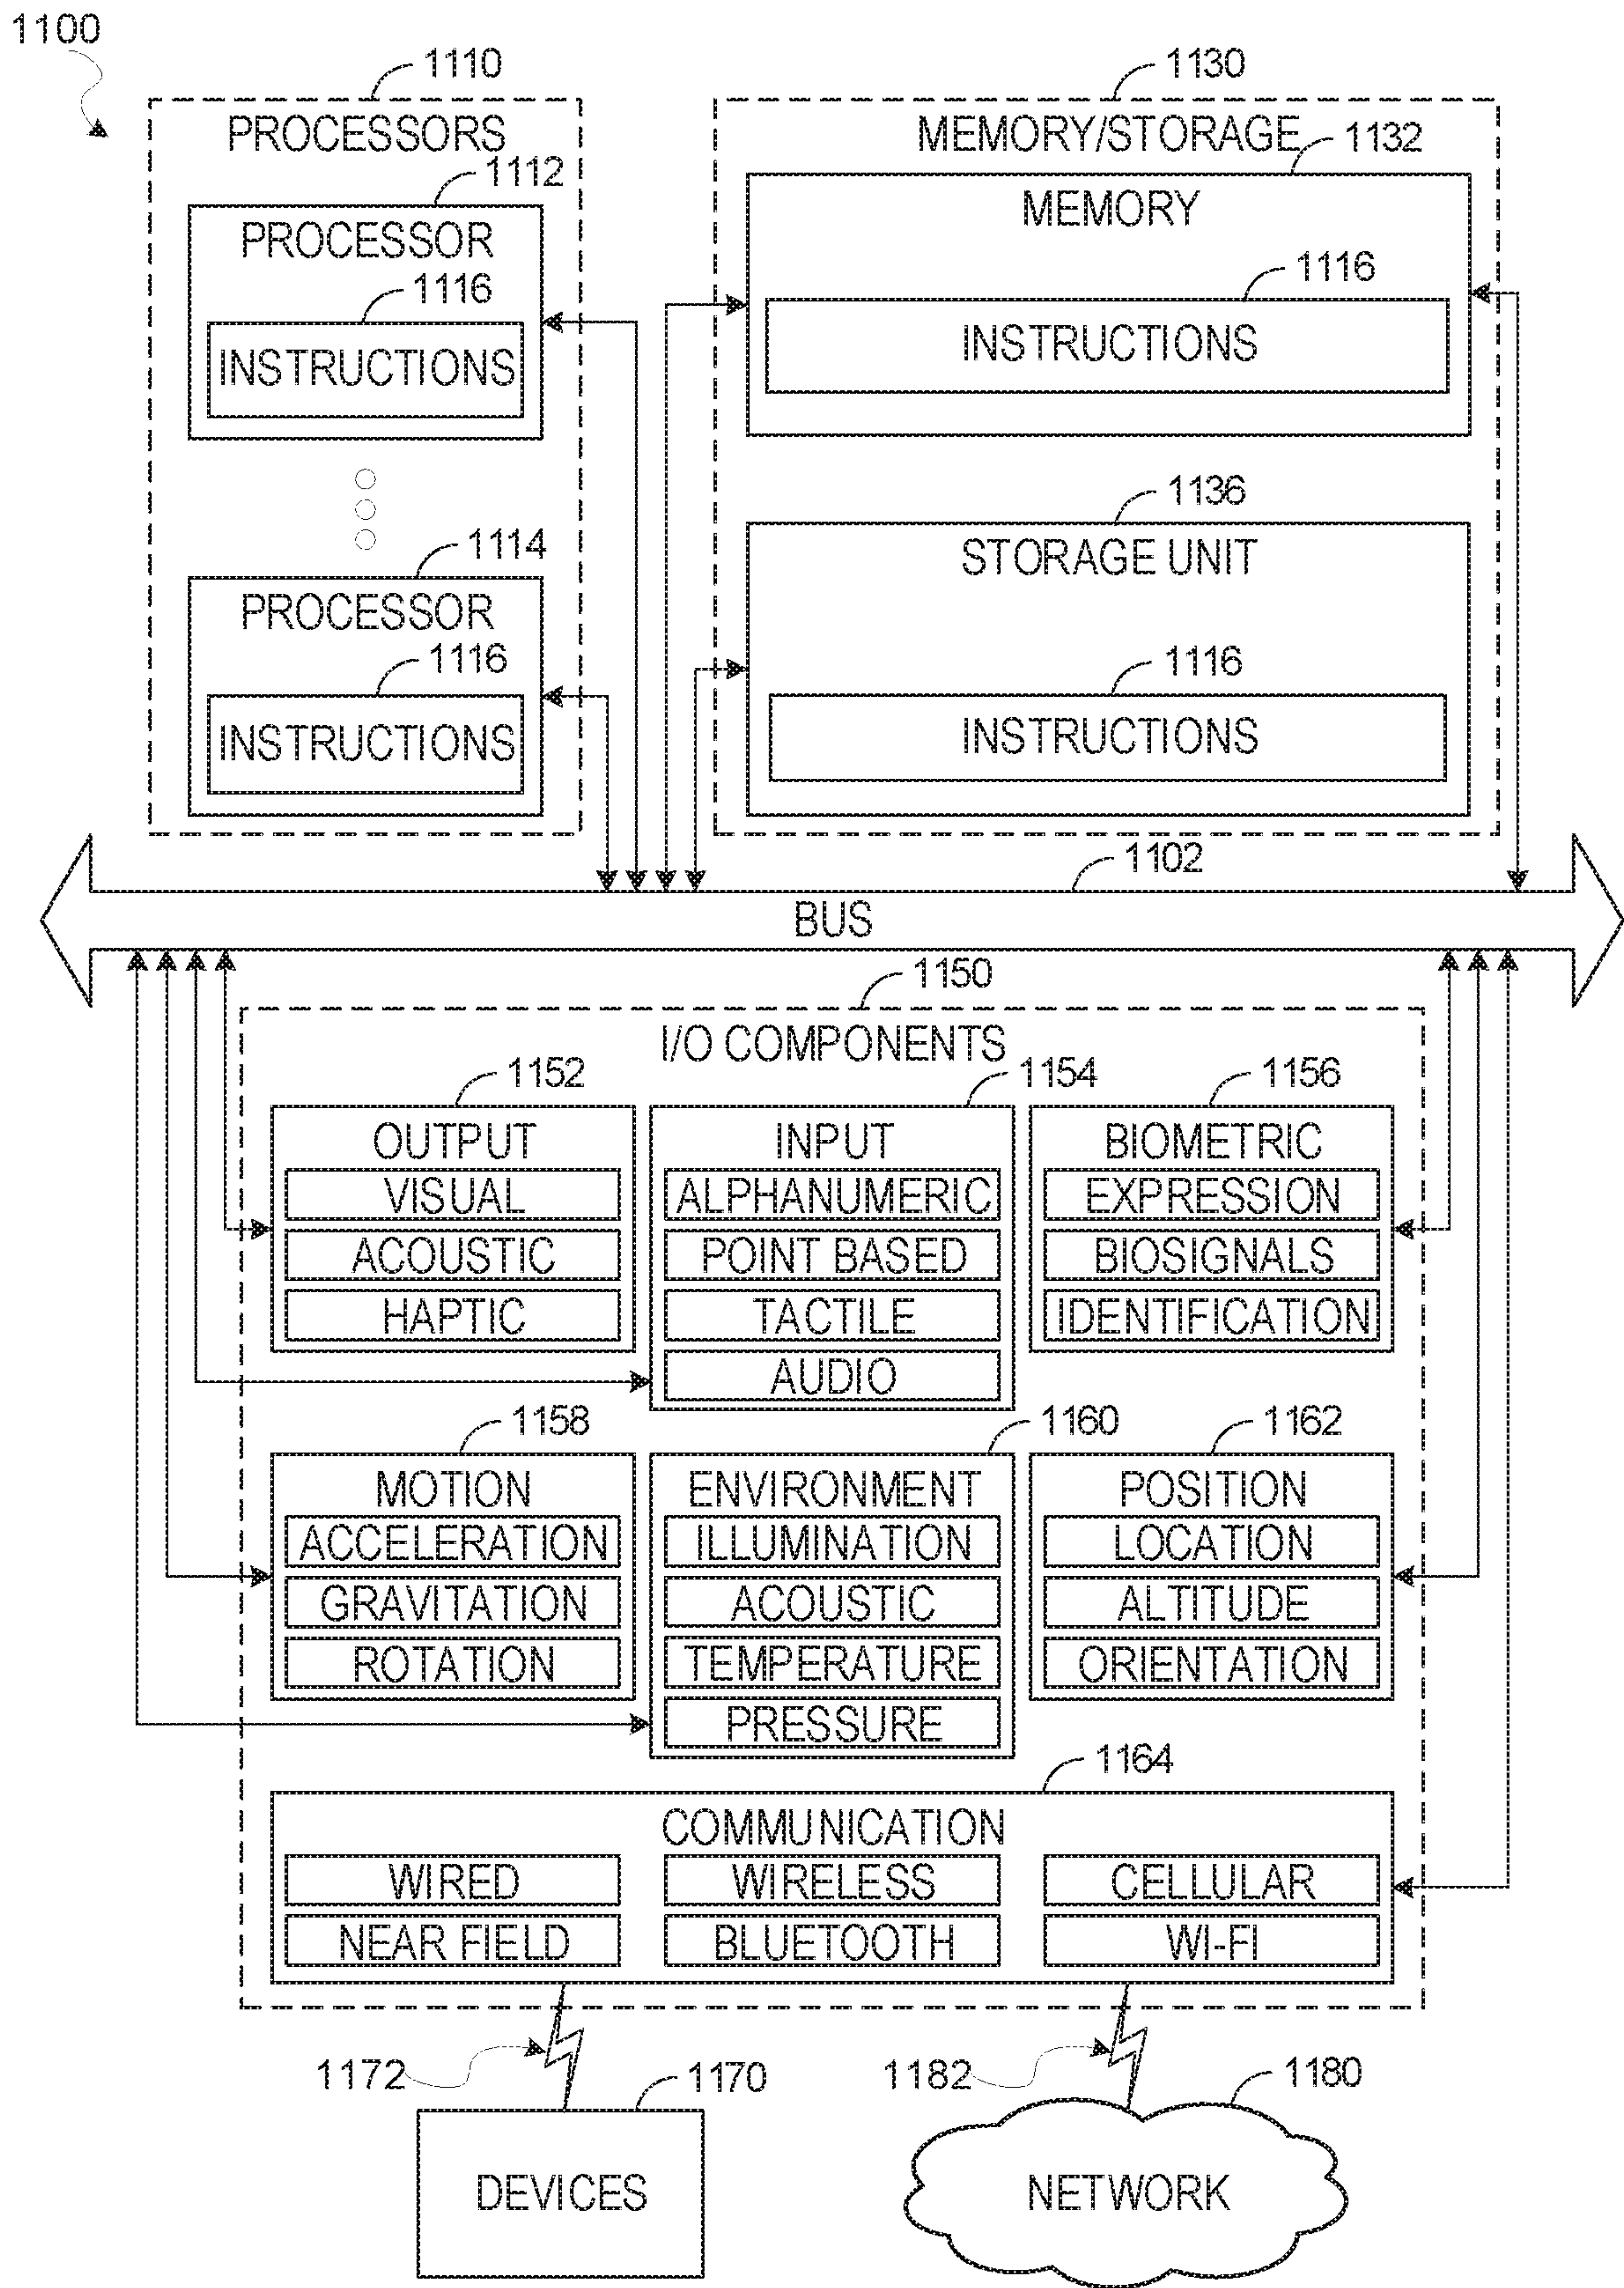 1100
1110
PROCESSORS
1112
PROCESSOR
1116
INSTRUCTIONS
1114
PROCESSOR
1116
INSTRUCTIONS
1130
MEMORY/STORAGE
1132
MEMORY
1116
INSTRUCTIONS
1136
STORAGE UNIT
1116
INSTRUCTIONS
1102
BUS
1150
I/O COMPONENTS
1152
OUTPUT
VISUAL
ACOUSTIC
HAPTIC
1154
INPUT
ALPHANUMERIC
POINT BASED
TACTILE
AUDIO
1156
BIOMETRIC
EXPRESSION
BIOSIGNALS
IDENTIFICATION
1158
MOTION
ACCELERATION
GRAVITATION
ROTATION
1160
ENVIRONMENT
ILLUMINATION
ACOUSTIC
TEMPERATURE
PRESSURE
1162
POSITION
LOCATION
ALTITUDE
ORIENTATION
1164
COMMUNICATION
WIRED
WIRELESS
CELLULAR
NEAR FIELD
BLUETOOTH
WI-FI
1172
1170
DEVICES
1182
1180
NETWORK